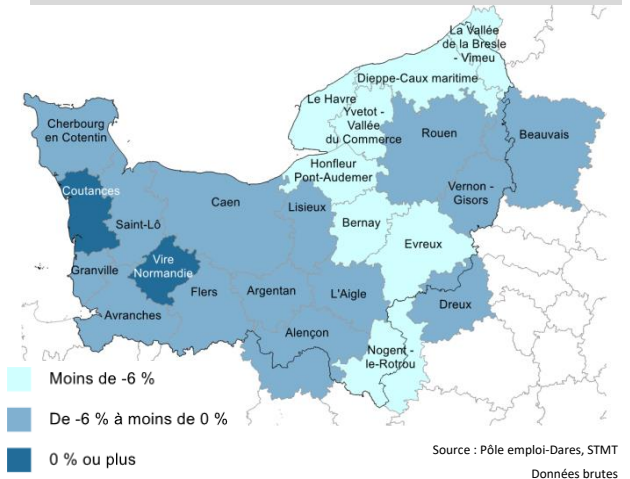 La Vallée
de la Bresle
- Vimeu
Dieppe-Caux maritime
Le Havre
Yvetot -
Vallée
du Commerce
Cherbourg
en Cotentin
Rouen
Beauvais
Honfleur
Pont-Audemer
Coutances
Caen
Lisieux
Vernon -
Gisors
Saint-Lô
Bernay
Evreux
Vire
Normandie
Granville
Flers
Argentan
L'Aigle
Dreux
Avranches
Alençon
Nogent -
le-Rotrou
Moins de -6 %
De -6 % à moins de 0 %
0 % ou plus
Source : Pôle emploi-Dares, STMT
Données brutes